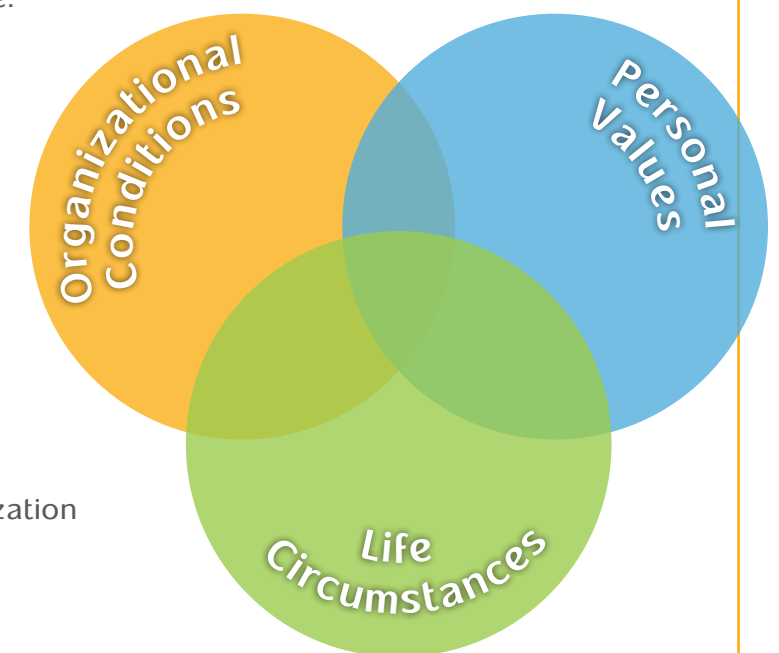 Organizational
Conditions
Personal
Values
zation
Life
Circumstances